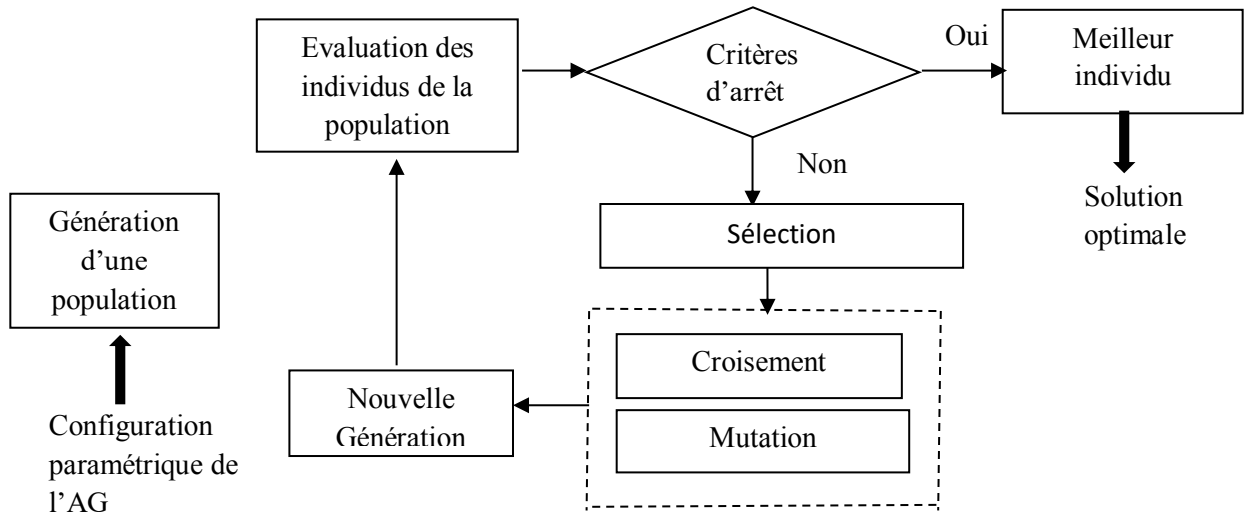 Evaluation des
individus de la
population
Critères
d’arrêt
Oui
Meilleur
individu
Non
Solution
optimale
Génération
d’une
population
Sélection
Croisement
Mutation
Nouvelle
Génération
Configuration
paramétrique de
l’AG